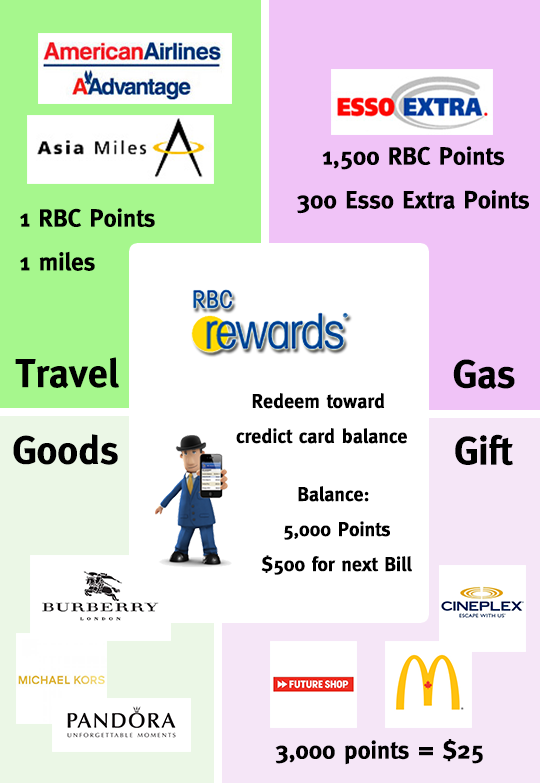 AmericanAirlines
AAdvantage
Asia Miles
1 RBC Points
1 miles
Travel
ESSO EXTRA.
1,500 RBC Points
300 Esso Extra Points
Gas
RBC
rewards
Redeem toward
credict card balance
Balance:
5,000 Points
$500 for next Bill
Goods
BURBERRY
LONDON
MICHAEL KORS
PANDÖRA
UNFORGETTABLE MOMENTS
Gift
CINEPLEX
ESCAPE WITH US
FUTURE SHOP
3,000 points = $25